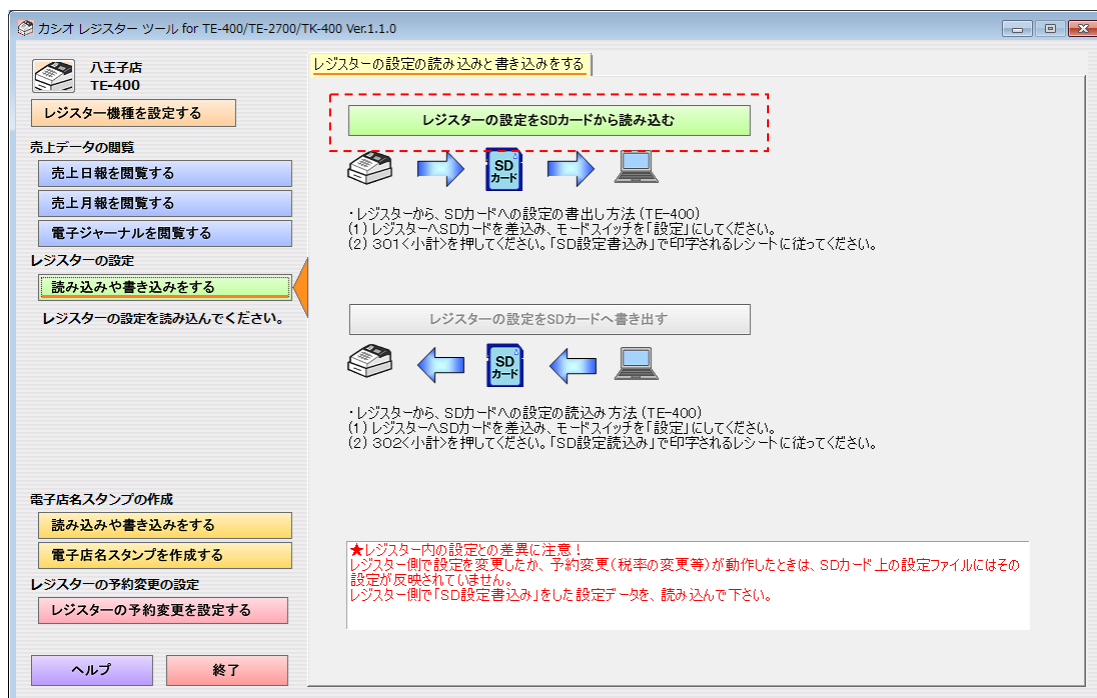 カシオ レジスター ツール for TE-400/TE-2700/TK-400 Ver.1.1.0
八王子店
TE-400
レジスター機種を設定する
売上データの閲覧
売上日報を閲覧する
売上月報を閲覧する
電子ジャーナルを閲覧する
レジスターの設定
読み込みや書き込みをする
レジスターの設定を読み込んでください。
電子店名スタンプの作成
読み込みや書き込みをする
電子店名スタンプを作成する
レジスターの予約変更の設定
レジスターの予約変更を設定する
ヘルプ
終了
レジスターの設定の読み込みと書き込みをする
レジスターの設定をSDカードから読み込む
SD
カード
・レジスターから、SDカードへの設定の書出し方法(TE-400)
(1) レジスターへSDカードを差込み、モードスイッチを「設定」にしてください。
(2) 301<小計>を押してください。「SD設定書込み」で印字されるレシートに従ってください。
レジスターの設定をSDカードへ書き出す
SD
カード
・レジスターから、SDカードへの設定の読込み方法(TE-400)
(1) レジスターへSDカードを差込み、モードスイッチを「設定」にしてください。
(2) 302<小計>を押してください。「SD設定読込み」で印字されるレシートに従ってください。
★レジスター内の設定との差異に注意!
レジスター側で設定を変更したか、予約変更(税率の変更等)が動作したときは、SDカード上の設定ファイルにはその
設定が反映されていません。
レジスター側で「SD設定書込み」をした設定データを、読み込んで下さい。